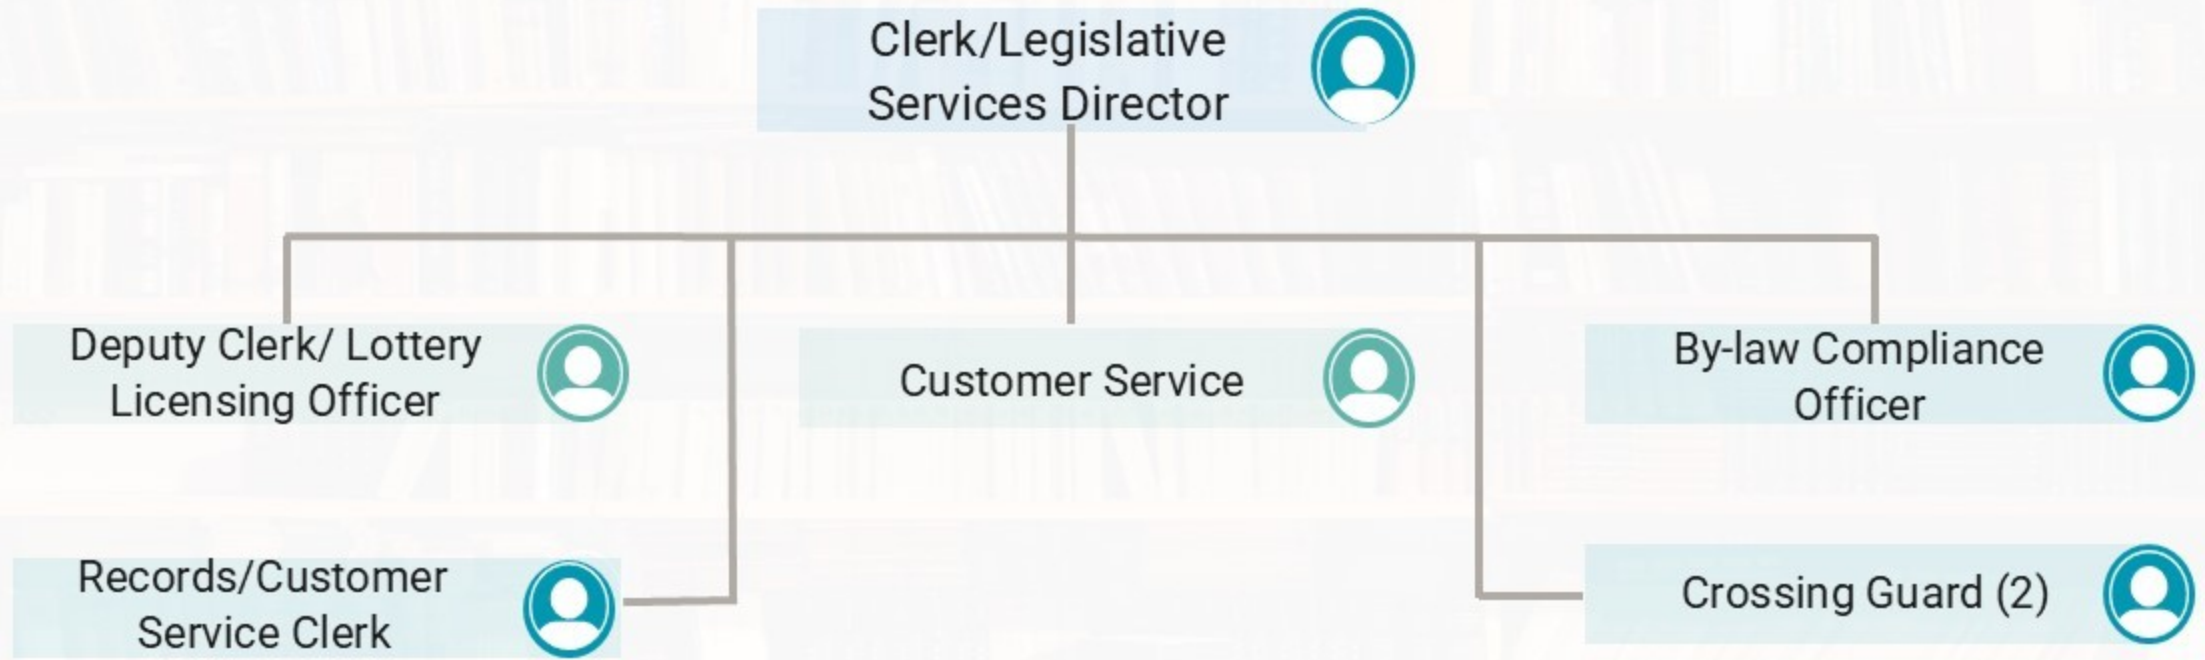 Clerk/Legislative
Services Director
Deputy Clerk/ Lottery
Licensing Officer
Customer Service
By-law Compliance
Officer
Records/Customer
Service Clerk
Crossing Guard (2)